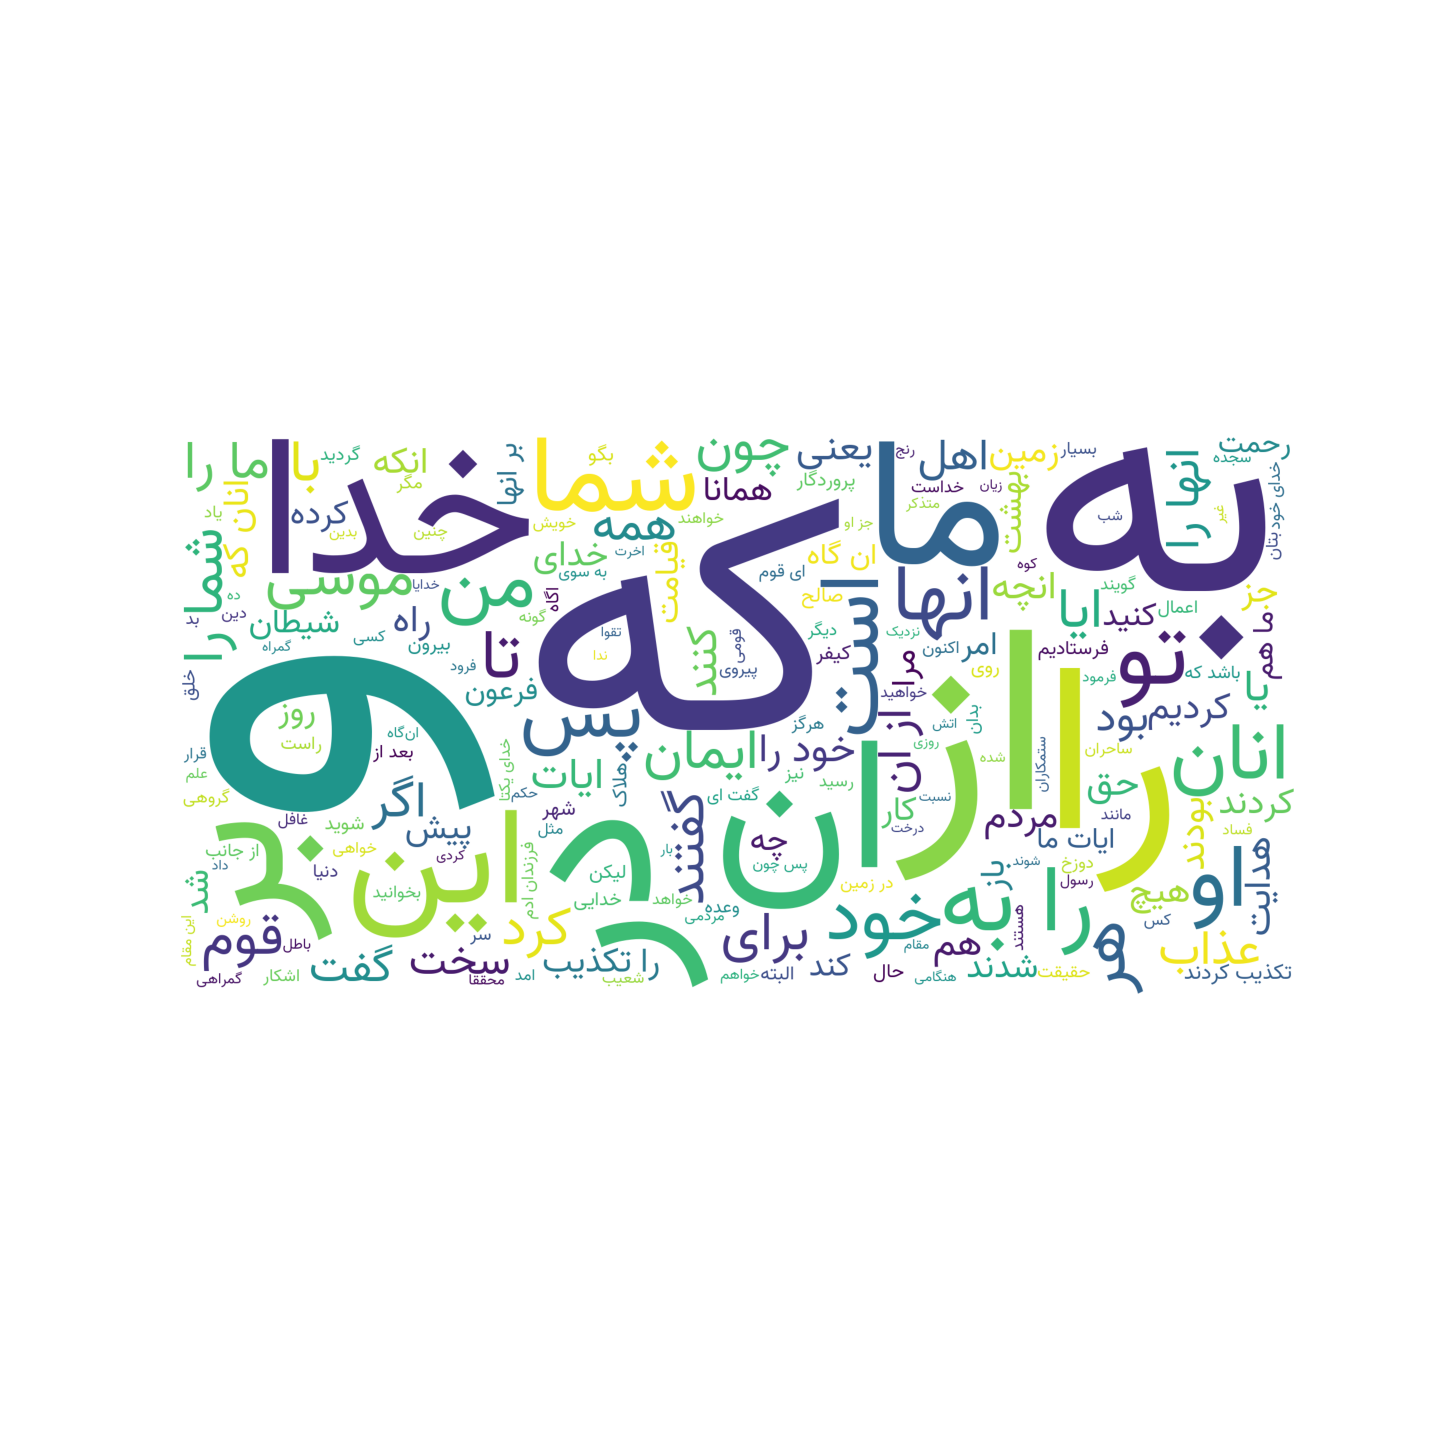 به
که
و
خدا
را
از
ان
در
این
بر
ما
شما
تو
است
انها
من
پس
تا
موسی
انان
او
خود
را به
هر
برای
کرد
قوم
سخت
گفت
را تکذیب
گفتند
ایمان
خود را
ایات
اگر
پیش
چون
یعنی
اهل
زمین
بهشت
انها را
رحمت
سجده
خدای خودبتان
بسیار
رنج
زیان
خداست
متذکر
پروردگار
همانا
بگو
همه
خویش
خواهند
جز او
ان گاه
ای قوم
صالح
قیامت
خدای
اخرت
به سوی
اگاه
گونه
بر انها
انکه
مگر
گردید
با
ما را
انان که
یاد
کرده
بدین
چنین
خدایا
شما را
ده
دین
بد
شیطان
گمراه
راه
کسی
بیرون
فرود
فرعون
خلق
روز
راست
ان‌گاه
بعد از
قرار
علم
گروهی
غافل
شوید
خواهی
از جانب
داد
دنیا
بخوانید
شد
این مقام
روشن
باطل
گمراهی
اشکار
سر
محققا
امد
شعیب
کردی
خدای یکتا
حکم
شهر
مثل
هلاک
فرزندان ادم
لیکن
خدایی
بار
خواهد
مردمی
وعده
خواهم
البته
کند
حال
هم
مقام
هنگامی
شدند
حقیقت
هستند
باز
در زمین
چه
پس چون
گفت ای
نیز
رسید
هرگز
کار
درخت
نسبت
مردم
ایات ما
دوزخ
رسول
شوند
هیچ
کس
عذاب
تکذیب کردند
هدایت
فساد
بودند
مانند
حق
ساحران
ستمکاران
شده
روزی
اتش
بدان
از ان
مرا
خواهید
روی
اکنون
نزدیک
امر
دیگر
کیفر
پیروی
قومی
کنند
تقوا
ندا
انچه
کوه
ایا
کنید
فرستادیم
فرمود
گویند
اعمال
جز
ما هم
باشد که
یا
کردیم
بود
کردند
شب
غیر
را